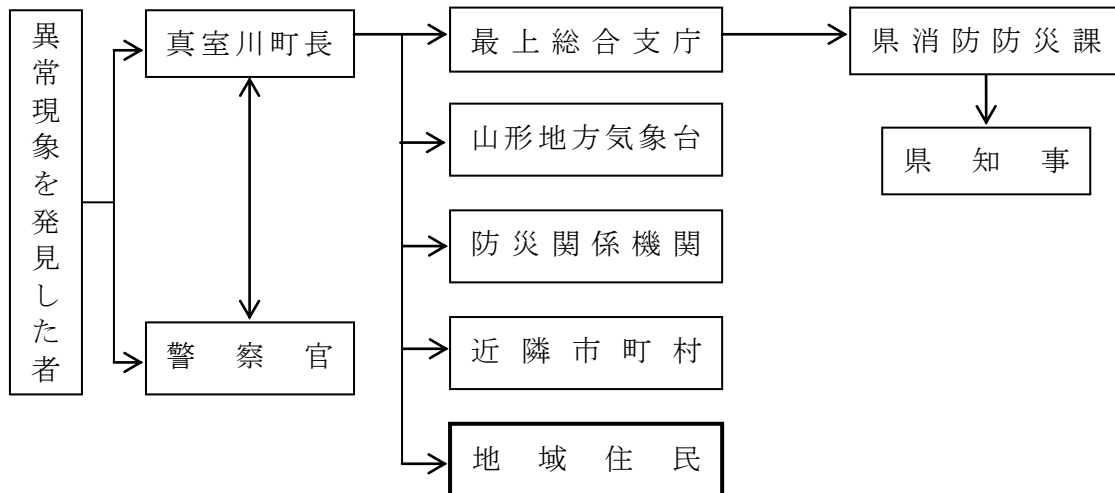 異常現象を発見した者
真室川町長
最上総合支庁
県消防防災課
山形地方気象台
県知事
防災関係機関
警察官
近隣市町村
地域住民